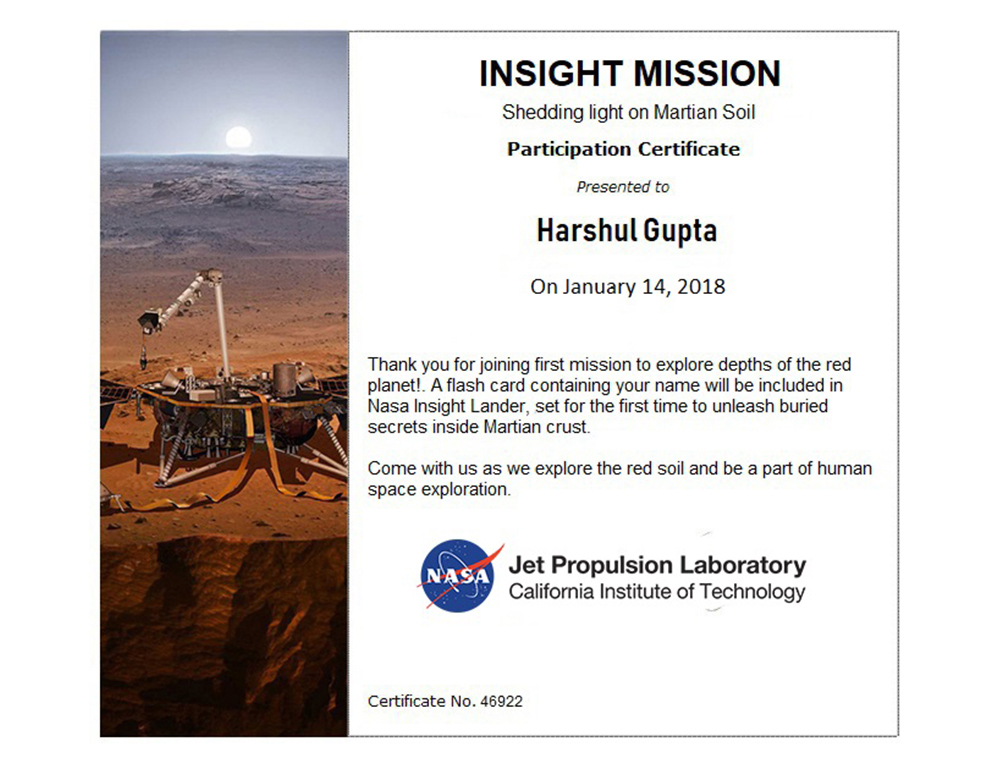 INSIGHT MISSION
Shedding light on Martian Soil
Participation Certificate
Presented to
Harshul Gupta
On January 14, 2018
Thank you for joining first mission to explore depths of the red
planet!. A flash card containing your name will be included in
Nasa Insight Lander, set for the first time to unleash buried
secrets inside Martian crust.
Come with us as we explore the red soil and be a part of human
space exploration.
NASA
Jet Propulsion Laboratory
California Institute of Technology
Certificate No. 46922